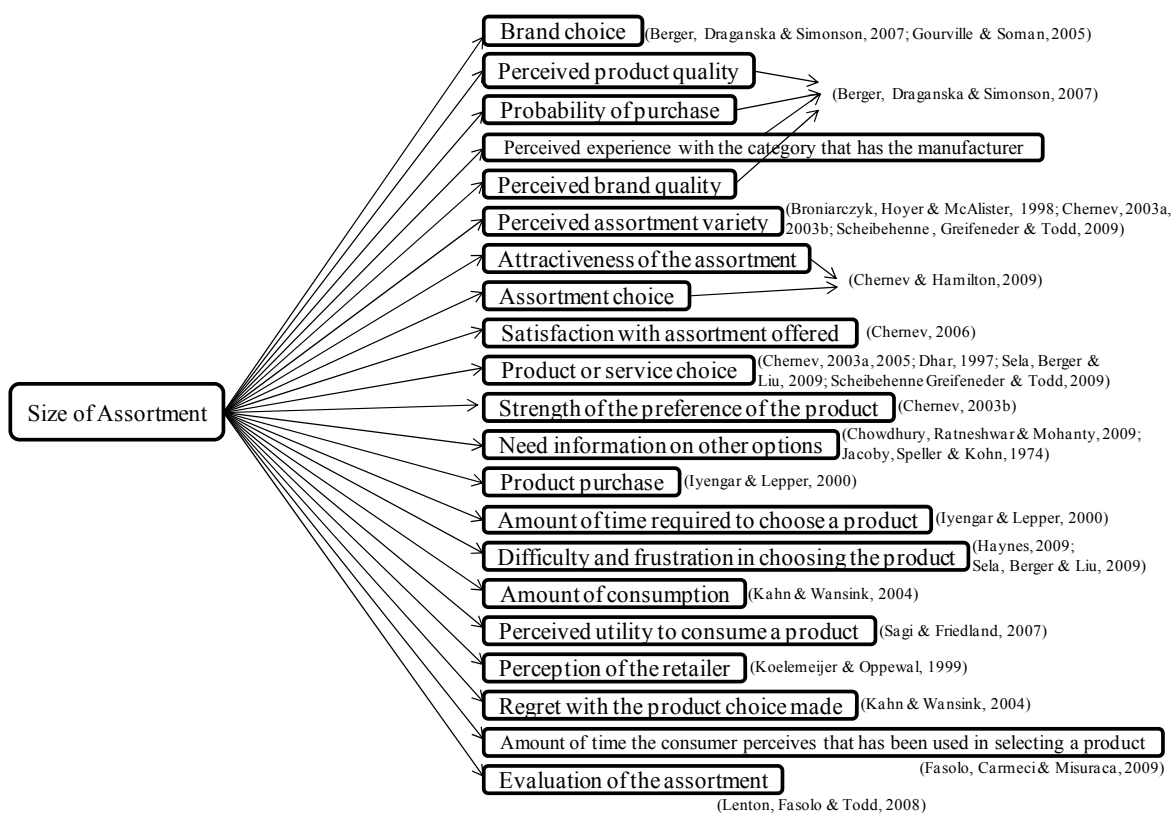 Brand choice (Berger, Draganska & Simonson, 2007; Gourville & Soman, 2005)
Perceived product quality
(Berger, Draganska & Simonson, 2007)
Probability of purchase
Perceived experience with the category that has the manufacturer
Perceived brand quality
Perceived assortment variety (Broniarczyk, Hoyer & McAlister, 1998; Chernev, 2003a,
2003b; Scheibehenne, Greifeneder & Todd, 2009)
Attractiveness of the assortment
(Chernev & Hamilton, 2009)
Assortment choice
Satisfaction with assortment offered (Chernev, 2006)
Product or service choice (Chernev, 2003a, 2005; Dhar, 1997; Sela, Berger &
Liu, 2009; Scheibehenne Greifeneder & Todd, 2009)
Size of Assortment
Strength of the preference of the product (Chernev, 2003b)
Need information on other options (Chowdhury, Ratneshwar & Mohanty, 2009;
Jacoby, Speller & Kohn, 1974)
Product purchase (Iyengar & Lepper, 2000)
Amount of time required to choose a product (Iyengar & Lepper, 2000)
Difficulty and frustration in choosing the product (Haynes, 2009;
Sela, Berger & Liu, 2009)
Amount of consumption (Kahn & Wansink, 2004)
Perceived utility to consume a product (Sagi & Friedland, 2007)
Perception of the retailer (Koelemeijer & Oppewal, 1999)
Regret with the product choice made (Kahn & Wansink, 2004)
Amount of time the consumer perceives that has been used in selecting a product
(Fasolo, Carmeci & Misuraca, 2009)
Evaluation of the assortment
(Lenton, Fasolo & Todd, 2008)